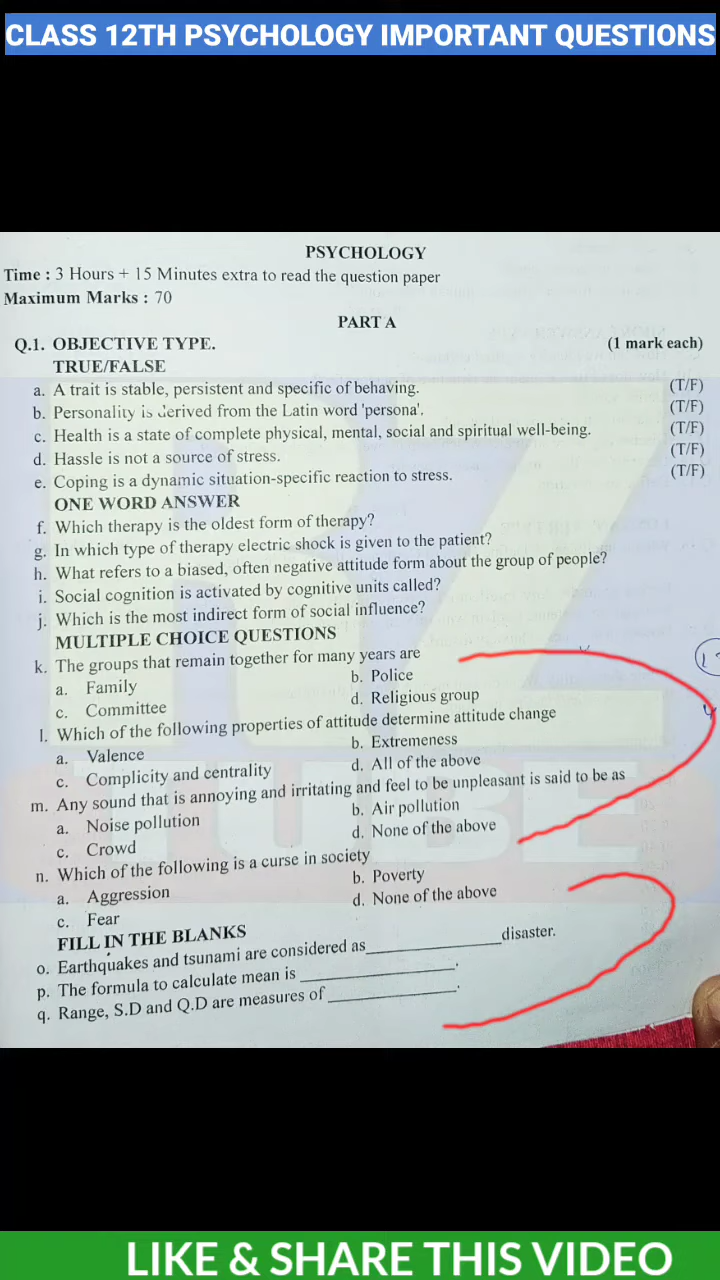 CLASS 12TH PSYCHOLOGY IMPORTANT QUESTIONS
PSYCHOLOGY
Time : 3 Hours + 15 Minutes extra to read the question paper
Maximum Marks : 70
PART A
Q.1. OBJECTIVE TYPE. (1 mark each)
TRUE/FALSE
a. A trait is stable, persistent and specific of behaving. (T/F)
b. Personality is derived from the Latin word 'persona'. (T/F)
c. Health is a state of complete physical, mental, social and spiritual well-being. (T/F)
d. Hassle is not a source of stress. (T/F)
e. Coping is a dynamic situation-specific reaction to stress. (T/F)
ONE WORD ANSWER
f. Which therapy is the oldest form of therapy?
g. In which type of therapy electric shock is given to the patient?
h. What refers to a biased, often negative attitude form about the group of people?
i. Social cognition is activated by cognitive units called?
j. Which is the most indirect form of social influence?
MULTIPLE CHOICE QUESTIONS
k. The groups that remain together for many years are
a. Family b. Police
c. Committee d. Religious group
l. Which of the following properties of attitude determine attitude change
a. Valence b. Extremeness
c. Complicity and centrality d. All of the above
m. Any sound that is annoying and irritating and feel to be unpleasant is said to be as
a. Noise pollution b. Air pollution
c. Crowd d. None of the above
n. Which of the following is a curse in society
a. Aggression b. Poverty
c. Fear d. None of the above
FILL IN THE BLANKS
o. Earthquakes and tsunami are considered as__________disaster.
p. The formula to calculate mean is __________.
q. Range, S.D and Q.D are measures of __________.
RZ
TUBE
LIKE & SHARE THIS VIDEO